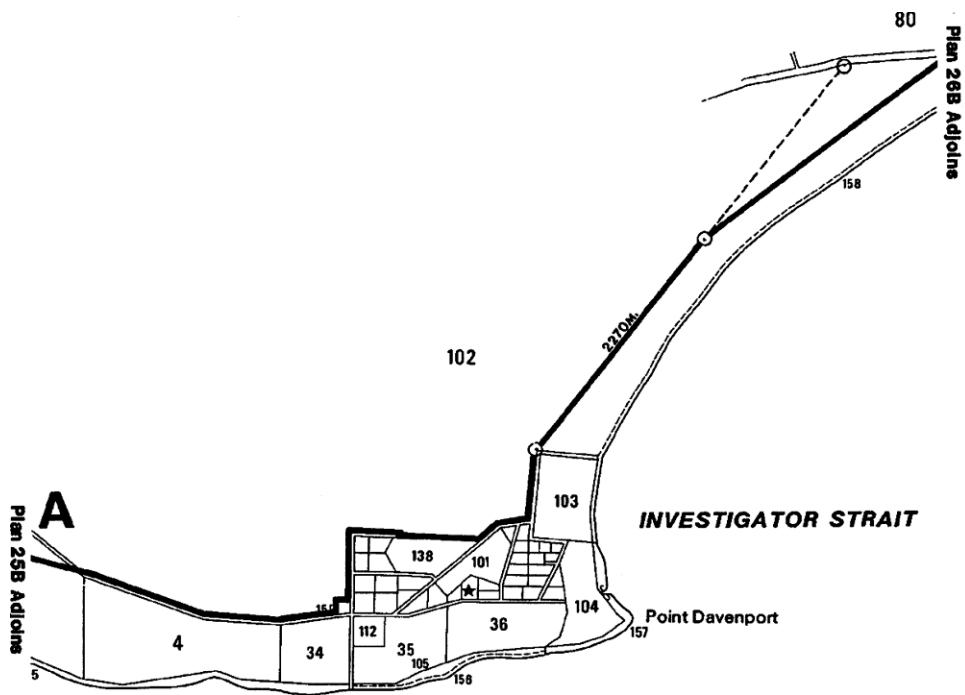 80
Plan 26B Adjoins
158
2270M.
102
A
Plan 25B Adjoins
103
INVESTIGATOR STRAIT
138
101
104
Point Davenport
157
112
36
4
34
35
105
156
5